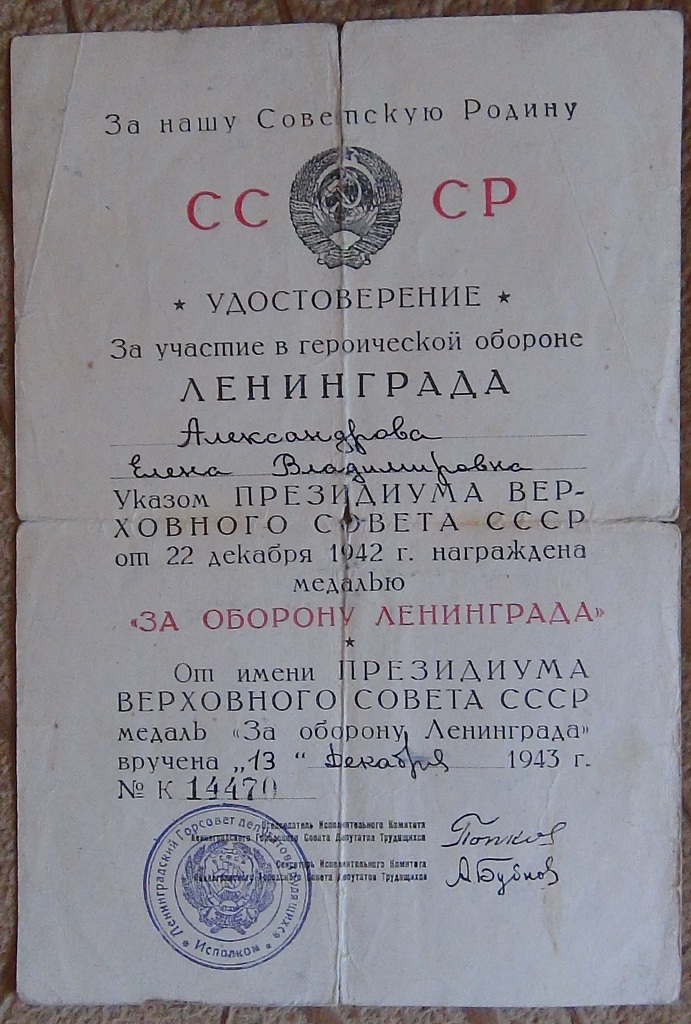 За нашу Советскую Родину
СС СР
★ УДОСТОВЕРЕНИЕ ★
За участие в героической обороне
ЛЕНИНГРАДА
Александрова
Елена Владимировна
Указом ПРЕЗИДИУМА ВЕР-
ХОВНОГО СОВЕТА СССР
от 22 декабря 1942 г. награждена
медалью
«ЗА ОБОРОНУ ЛЕНИНГРАДА»
★
От имени ПРЕЗИДИУМА
ВЕРХОВНОГО СОВЕТА СССР
медаль «За оборону Ленинграда»
вручена „13" декабря 1943 г.
№ К 14470
Председатель Исполнительного Комитета
Ленинградского Городского Совета Депутатов Трудящихся
Попков
Секретарь Исполнительного Комитета
Ленинградского Городского Совета Депутатов Трудящихся
АБубнов
Ленинградский Горсовет депутатов трудящихся
★ Исполком ★